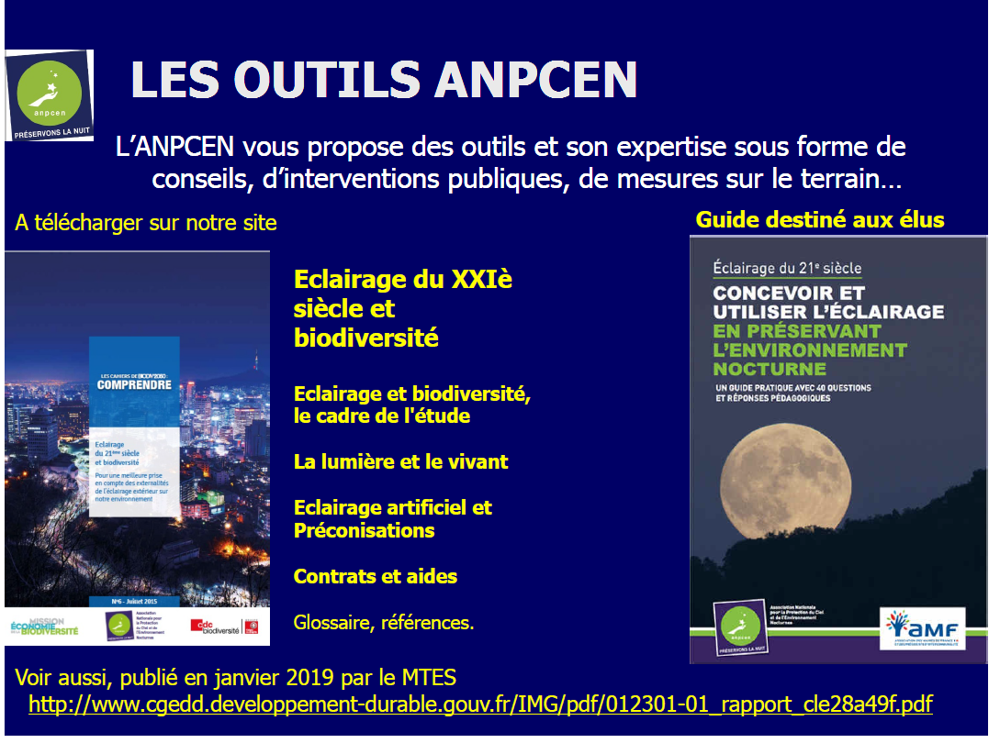 anpcen
PRÉSERVONS LA NUIT
LES OUTILS ANPCEN
L’ANPCEN vous propose des outils et son expertise sous forme de
conseils, d’interventions publiques, de mesures sur le terrain…
A télécharger sur notre site
LES CAHIERS DE BIODIV'2050
COMPRENDRE
Eclairage
du 21ème siècle
et biodiversité
Pour une meilleure prise
en compte des externalités
de l'éclairage extérieur sur
notre environnement
N°6 - Juillet 2015
MISSION
ÉCONOMIE
DE LA BIODIVERSITÉ
anpcen
PRÉSERVONS LA NUIT
Association
Nationale pour
la Protection
du Ciel et
de l'Environnement
Nocturnes
cdc
biodiversité
Eclairage du XXIè
siècle et
biodiversité
Eclairage et biodiversité,
le cadre de l'étude
La lumière et le vivant
Eclairage artificiel et
Préconisations
Contrats et aides
Glossaire, références.
Guide destiné aux élus
Éclairage du 21e siècle
CONCEVOIR ET
UTILISER L’ÉCLAIRAGE
EN PRÉSERVANT
L’ENVIRONNEMENT
NOCTURNE
UN GUIDE PRATIQUE AVEC 40 QUESTIONS
ET RÉPONSES PÉDAGOGIQUES
anpcen
PRÉSERVONS LA NUIT
Association Nationale
pour la Protection du Ciel
et de l'Environnement
Nocturnes
AMF
ASSOCIATION DES MAIRES DE FRANCE
Voir aussi, publié en janvier 2019 par le MTES
http://www.cgedd.developpement-durable.gouv.fr/IMG/pdf/012301-01_rapport_cle28a49f.pdf